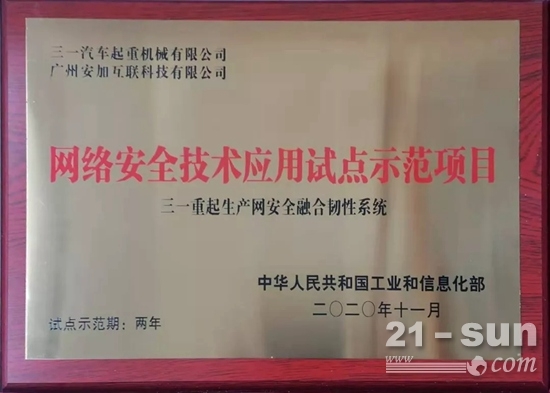 三一汽车起重机械有限公司
广州安加互联科技有限公司
网络安全技术应用试点示范项目
三一重起生产网安全融合韧性系统
中华人民共和国工业和信息化部
二〇二〇年十一月
试点示范期：两年
21-sun
www. .com